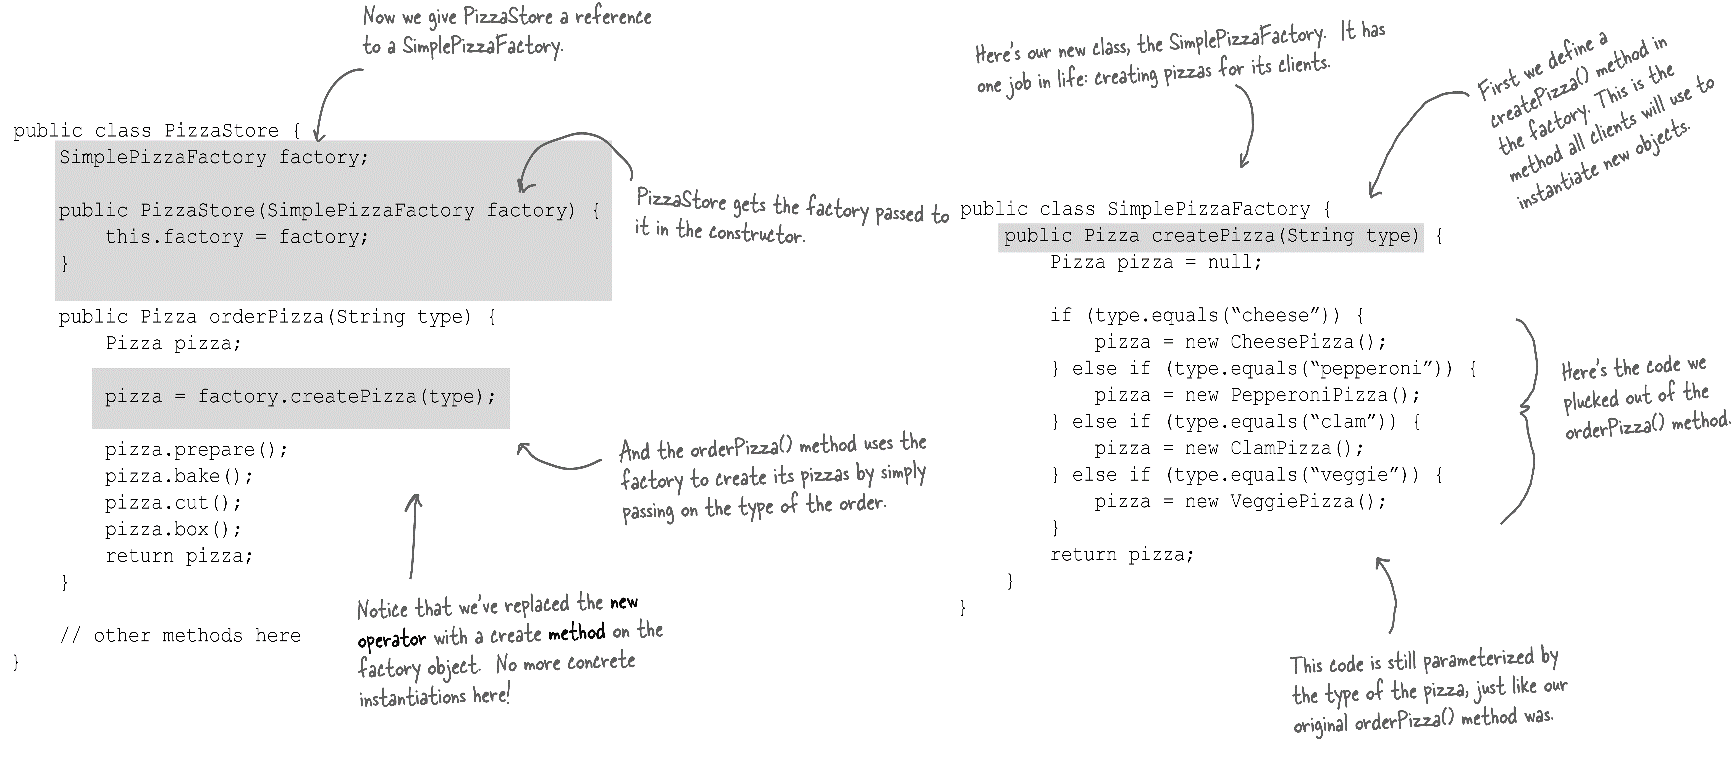 Now we give PizzaStore a reference
to a SimplePizzaFactory.
public class PizzaStore {
SimplePizzaFactory factory;
public PizzaStore(SimplePizzaFactory factory) {
this.factory = factory;
}
PizzaStore gets the factory passed to
it in the constructor.
public Pizza orderPizza(String type) {
Pizza pizza;
pizza = factory.createPizza(type);
pizza.prepare();
pizza.bake();
pizza.cut();
pizza.box();
return pizza;
}
// other methods here
}
And the orderPizza() method uses the
factory to create its pizzas by simply
passing on the type of the order.
Notice that we've replaced the new
operator with a create method on the
factory object. No more concrete
instantiations here!
Here's our new class, the SimplePizzaFactory. It has
one job in life: creating pizzas for its clients.
First we define a
createPizza() method in
the factory. This is the
method all clients will use to
instantiate new objects.
public class SimplePizzaFactory {
public Pizza createPizza(String type) {
Pizza pizza = null;
if (type.equals(“cheese”)) {
pizza = new CheesePizza();
} else if (type.equals(“pepperoni”)) {
pizza = new PepperoniPizza();
} else if (type.equals(“clam”)) {
pizza = new ClamPizza();
} else if (type.equals(“veggie”)) {
pizza = new VeggiePizza();
}
return pizza;
}
}
Here's the code we
plucked out of the
orderPizza() method.
This code is still parameterized by
the type of the pizza, just like our
original orderPizza() method was.